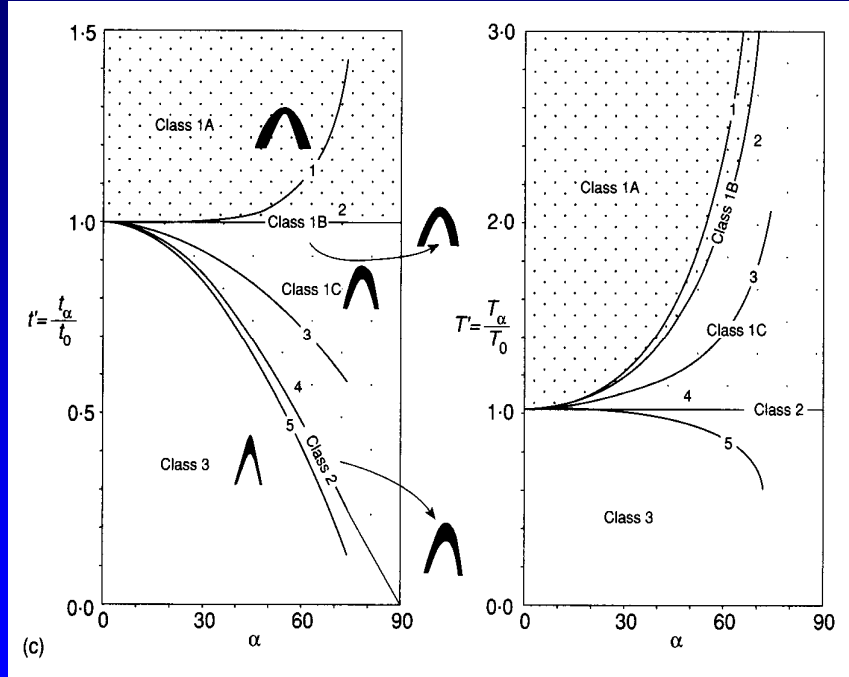 1·5
Class 1A
1
2
1·0
Class 1B
Class 1C
t'= tα/t0
3
4
0·5
5
Class 2
Class 3
0·0
0
30
60
90
α
(c)
3·0
1
2
Class 1A
Class 1B
2·0
3
T'= Tα/T0
Class 1C
4
1·0
Class 2
5
Class 3
0·0
0
30
60
90
α